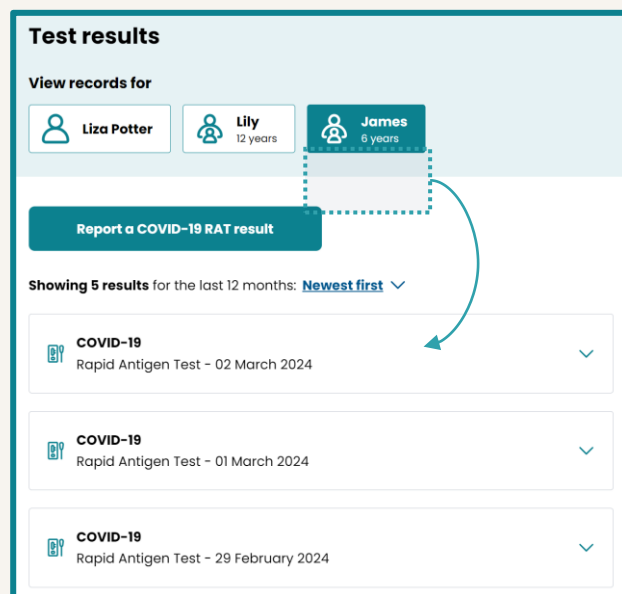 Test results
View records for
Liza Potter
Lily
12 years
James
6 years
Report a COVID-19 RAT result
Showing 5 results for the last 12 months: Newest first
COVID-19
Rapid Antigen Test - 02 March 2024
COVID-19
Rapid Antigen Test - 01 March 2024
COVID-19
Rapid Antigen Test - 29 February 2024